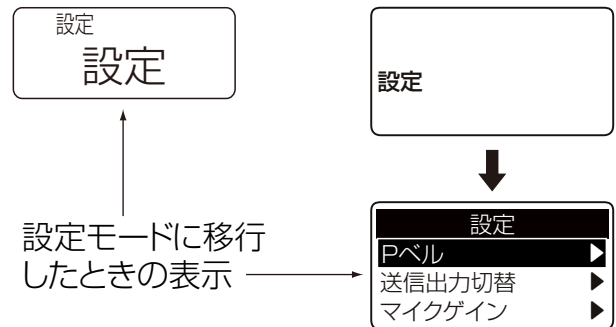 設定
設定
設定
設定モードに移行
したときの表示
設定
Pベル
送信出力切替
マイクゲイン